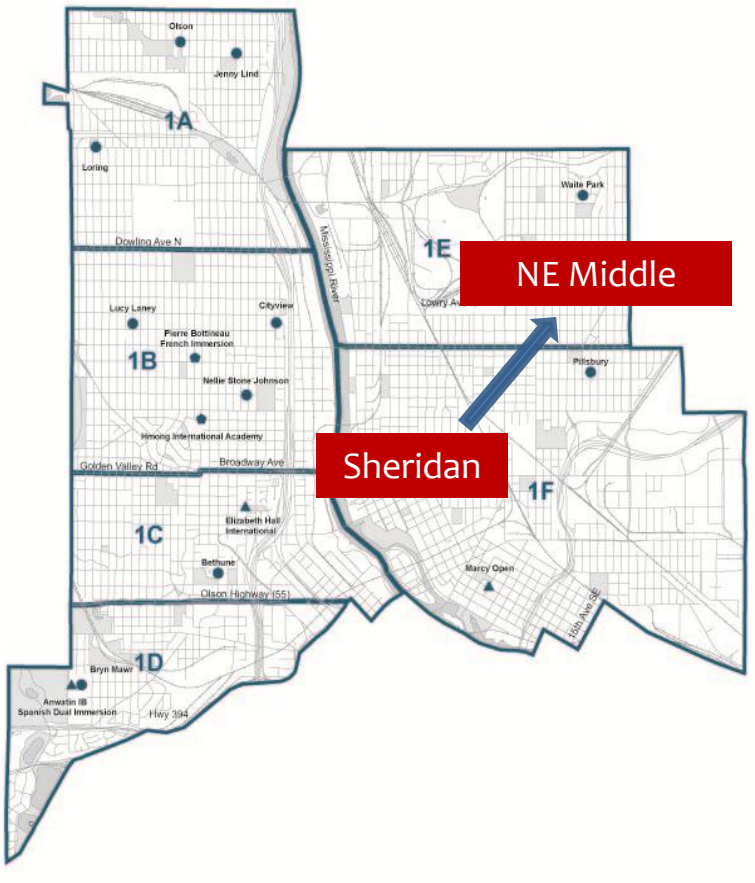 Olson
Jenny Lind
1A
Loring
Waite Park
Dowling Ave N
Mississippi River
1E
NE Middle
Lowry Av
Lucy Laney
Cityview
Pierre Bottineau
French Immersion
1B
Pillsbury
Nellie Stone Johnson
Hmong International Academy
Golden Valley Rd
Broadway Ave
Sheridan
1F
1C
Elizabeth Hall
International
Bethune
Marcy Open
Olson Highway (55)
15th Ave SE
1D
Bryn Mawr
Anwatin IB
Spanish Dual Immersion
Hwy 394